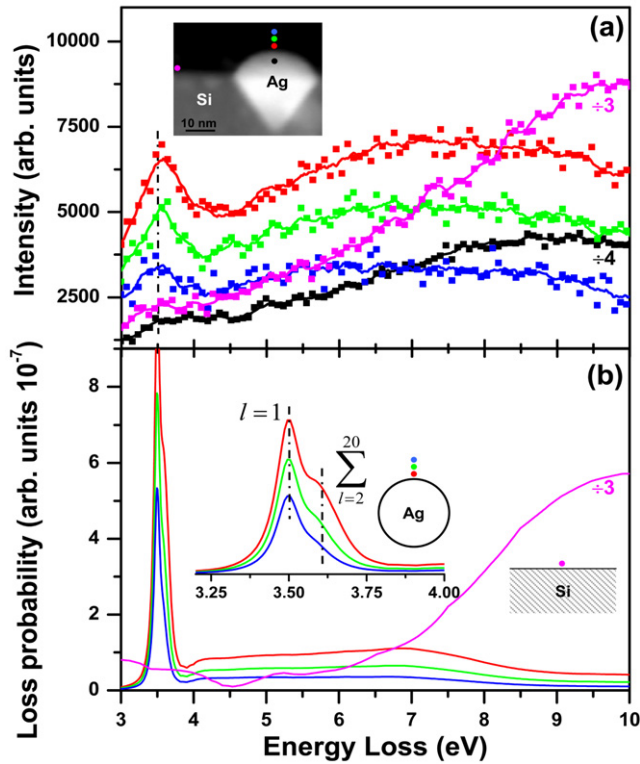 (a)
10000
7500
5000
2500
Intensity (arb. units)
Si
Ag
10 nm
÷3
÷4
(b)
8
6
4
2
0
Loss probability (arb. units 10⁻⁷)
l = 1
20
∑
l=2
Ag
÷3
Si
3.25 3.50 3.75 4.00
3 4 5 6 7 8 9 10
Energy Loss (eV)